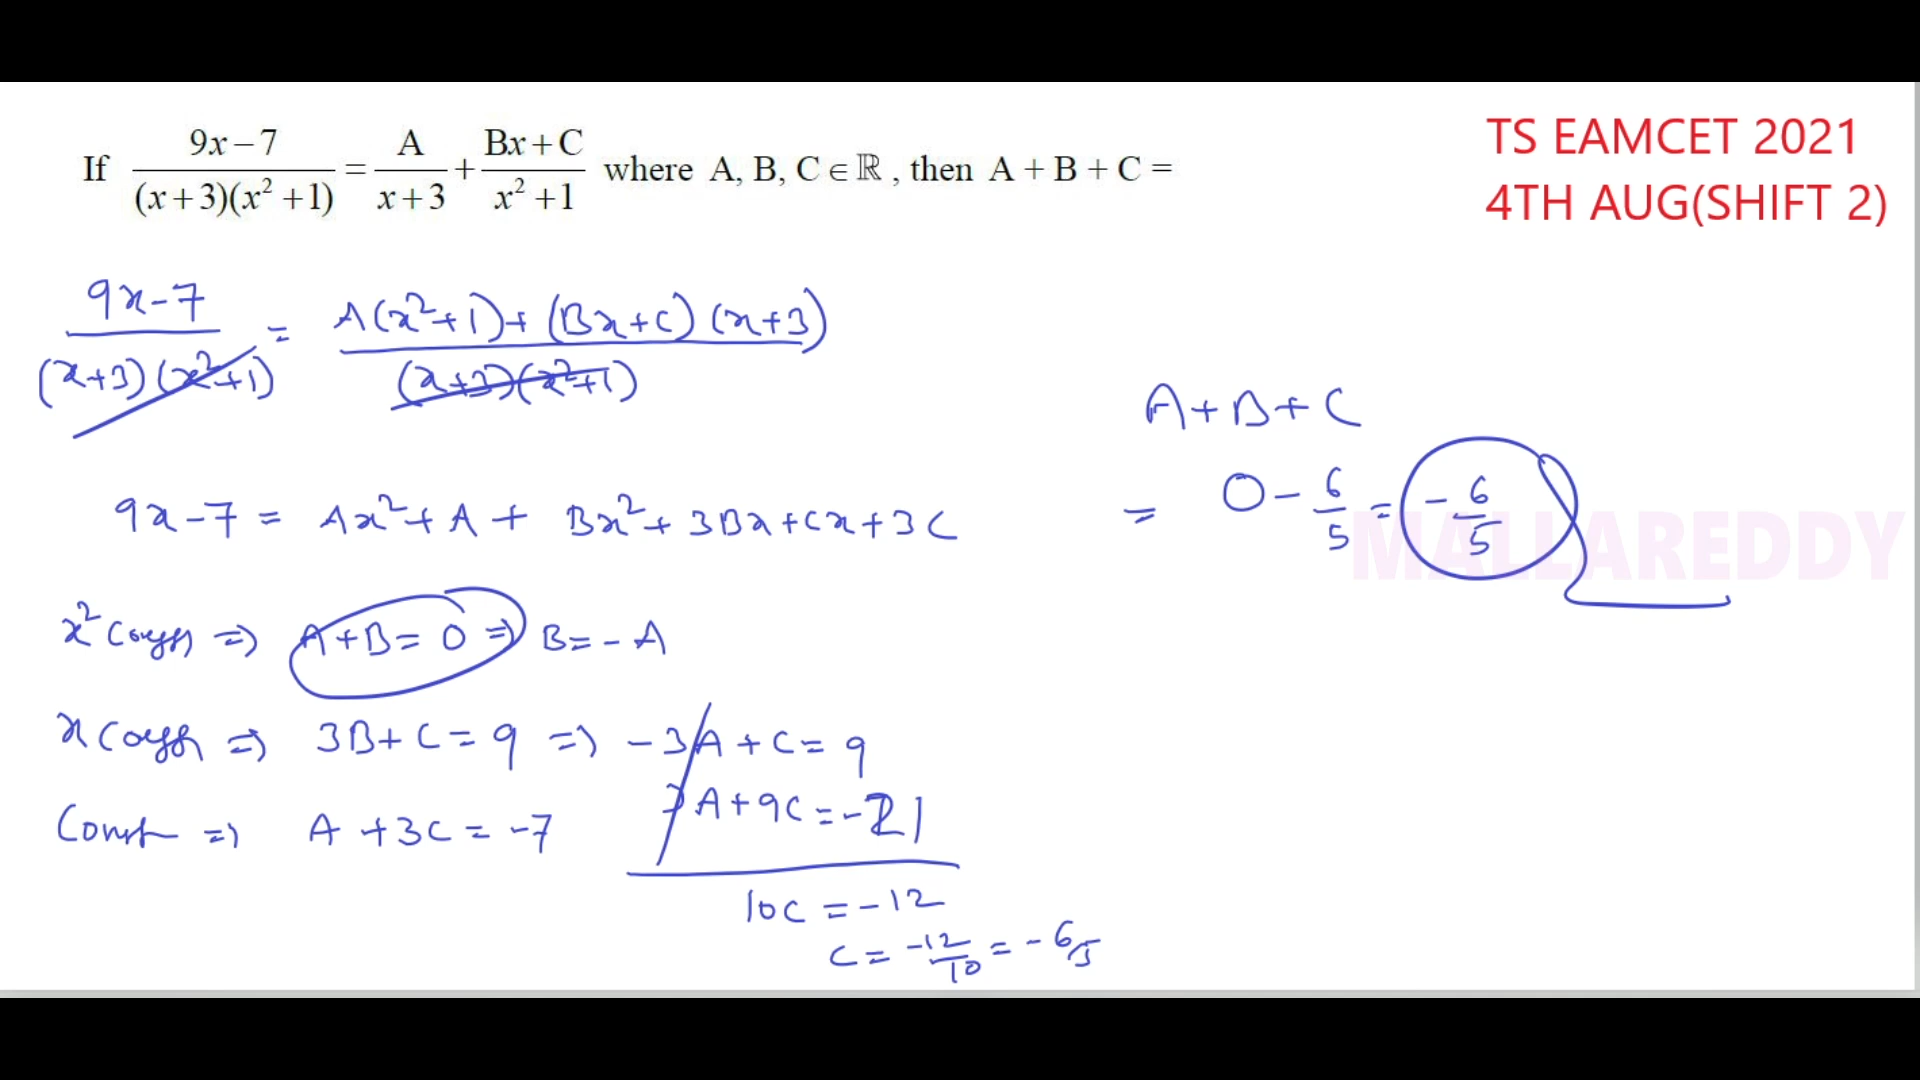 If (9x−7)/((x+3)(x²+1)) = A/(x+3) + (Bx+C)/(x²+1) where A, B, C ∈ ℝ, then A + B + C =
TS EAMCET 2021
4TH AUG(SHIFT 2)
(9x-7)/((x+3)(x²+1)) = (A(x²+1)+(Bx+C)(x+3))/((x+3)(x²+1))
9x-7 = Ax²+A + Bx²+3Bx+Cx+3C
x² coeff => A+B=0 => B=-A
x coeff => 3B+C=9 => -3A+C=9
Const => A+3C=-7
3A+9C=-21
10C=-12
C=-12/10=-6/5
A+B+C
= 0-6/5=-6/5
MALLAREDDY